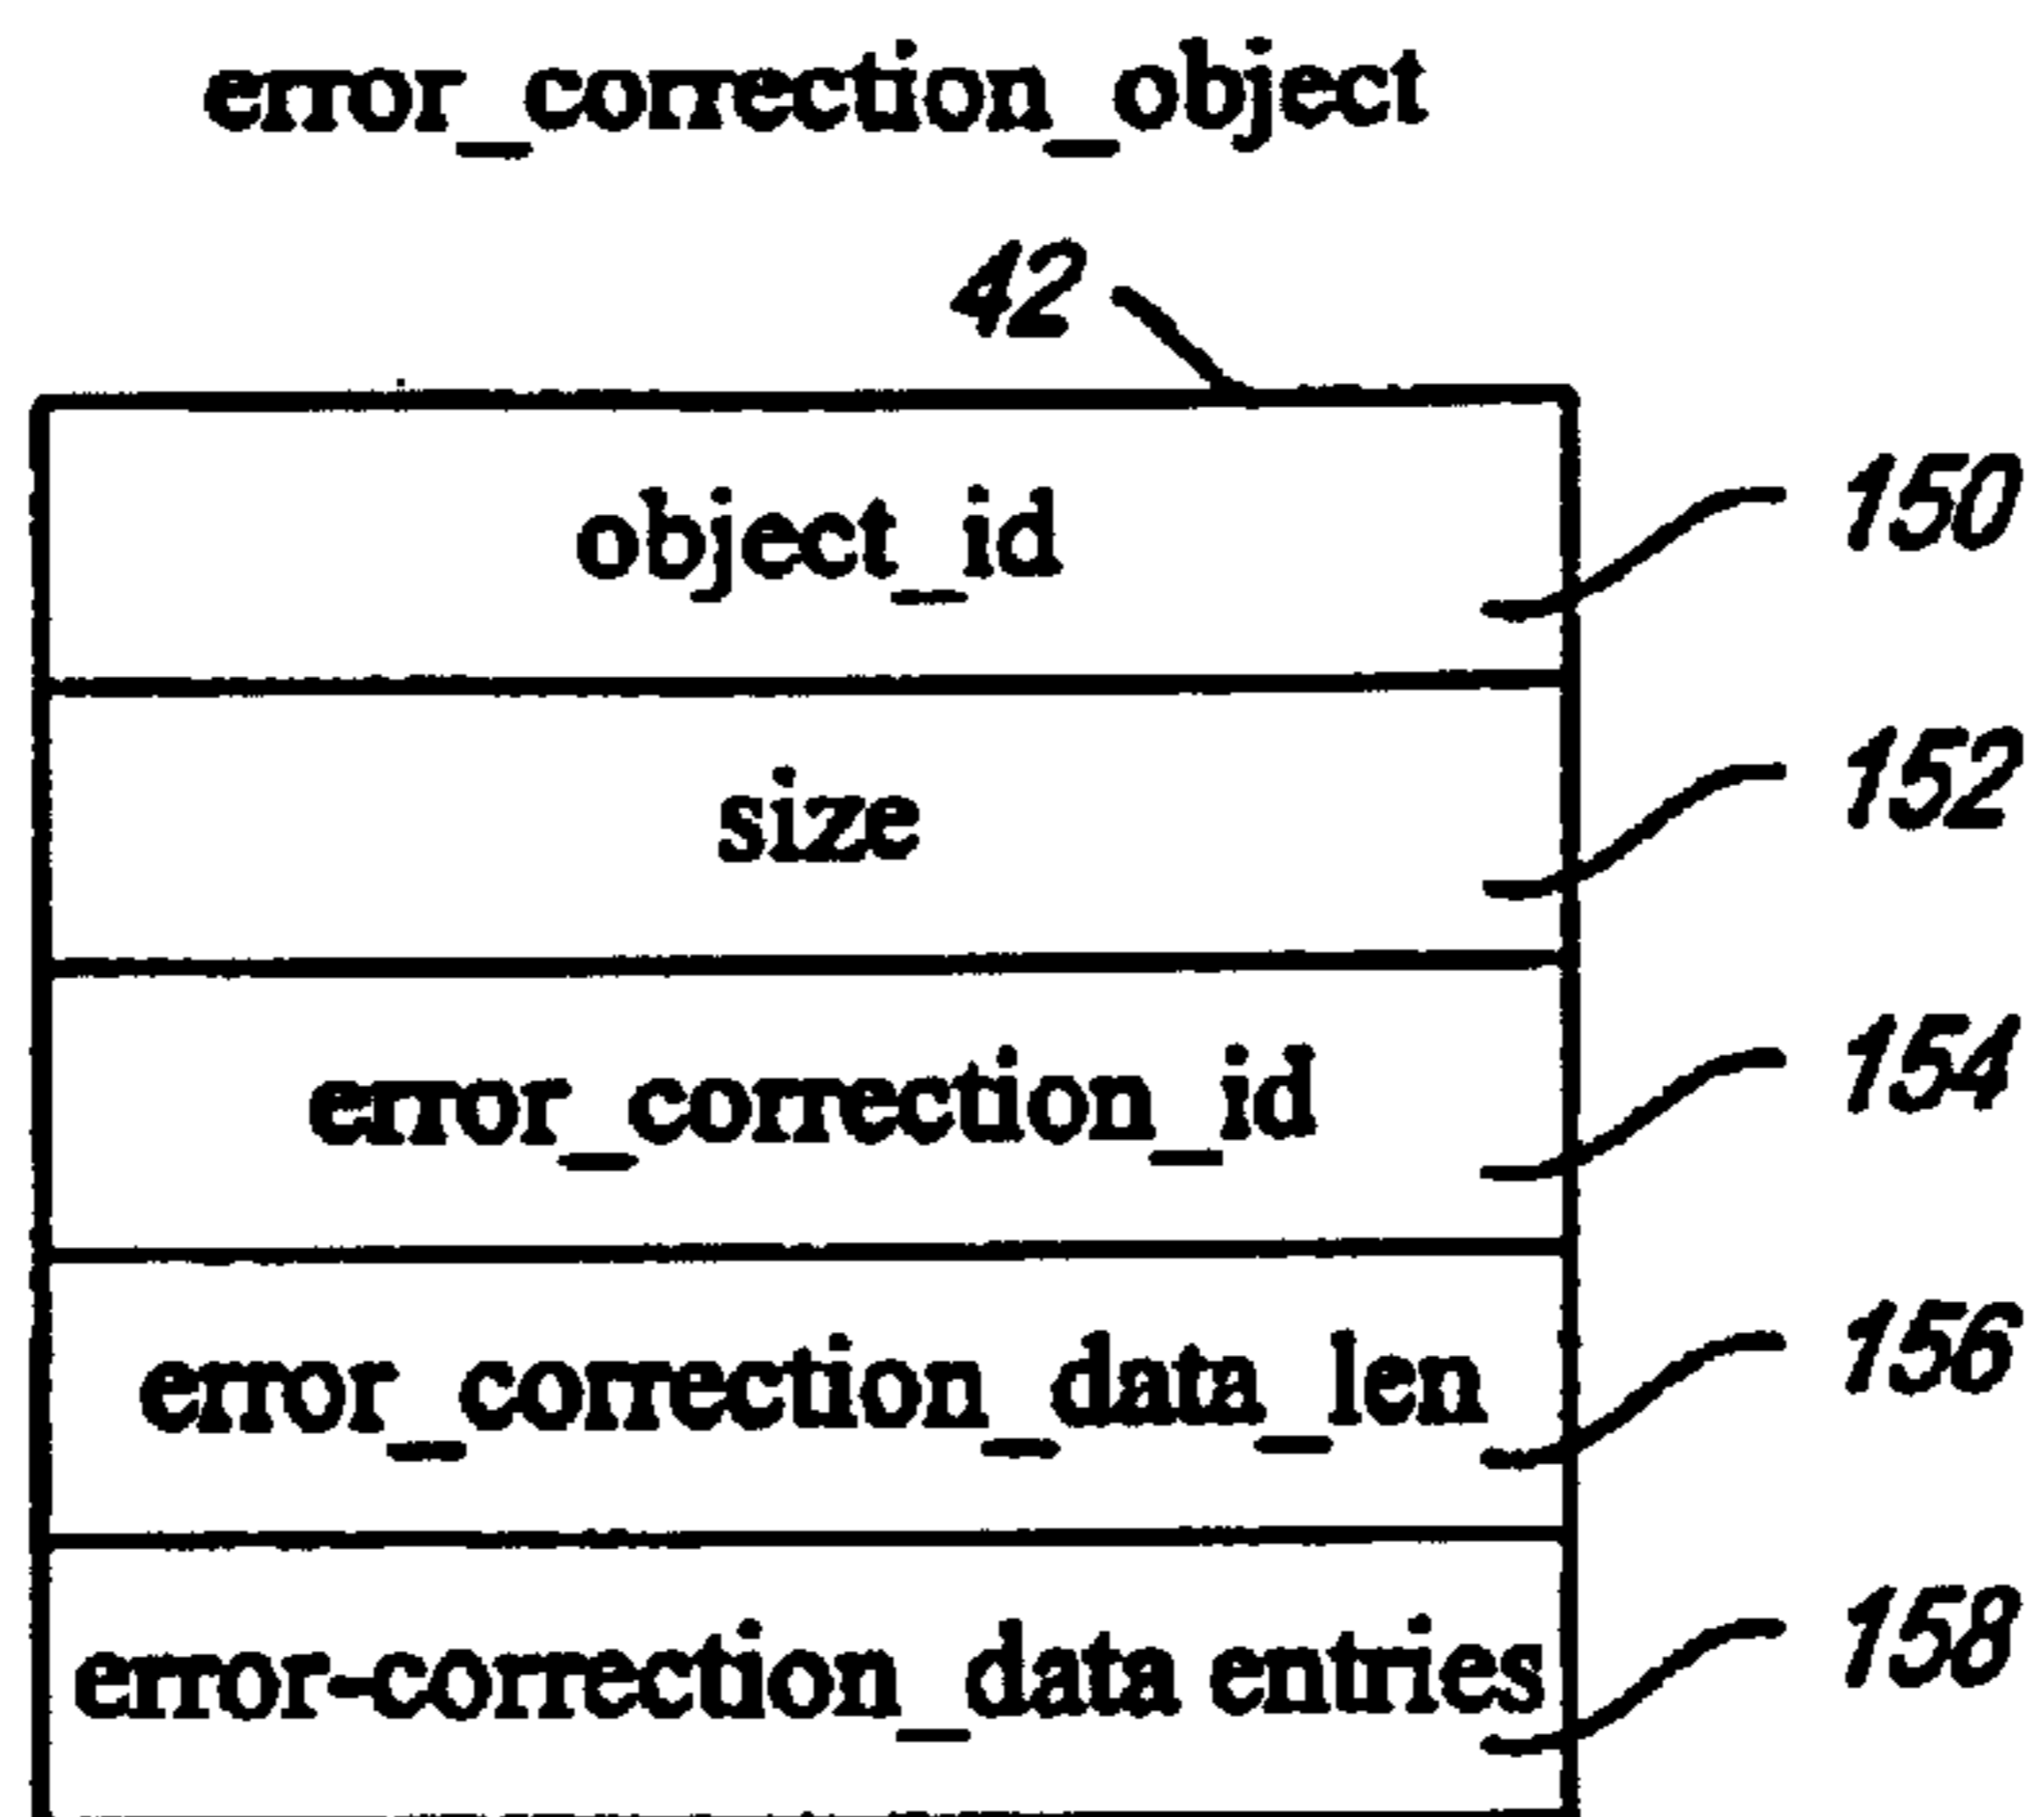 error_correction_object
42
object_id
150
size
152
error_correction_id
154
error_correction_data_len
156
error-correction_data entries
158